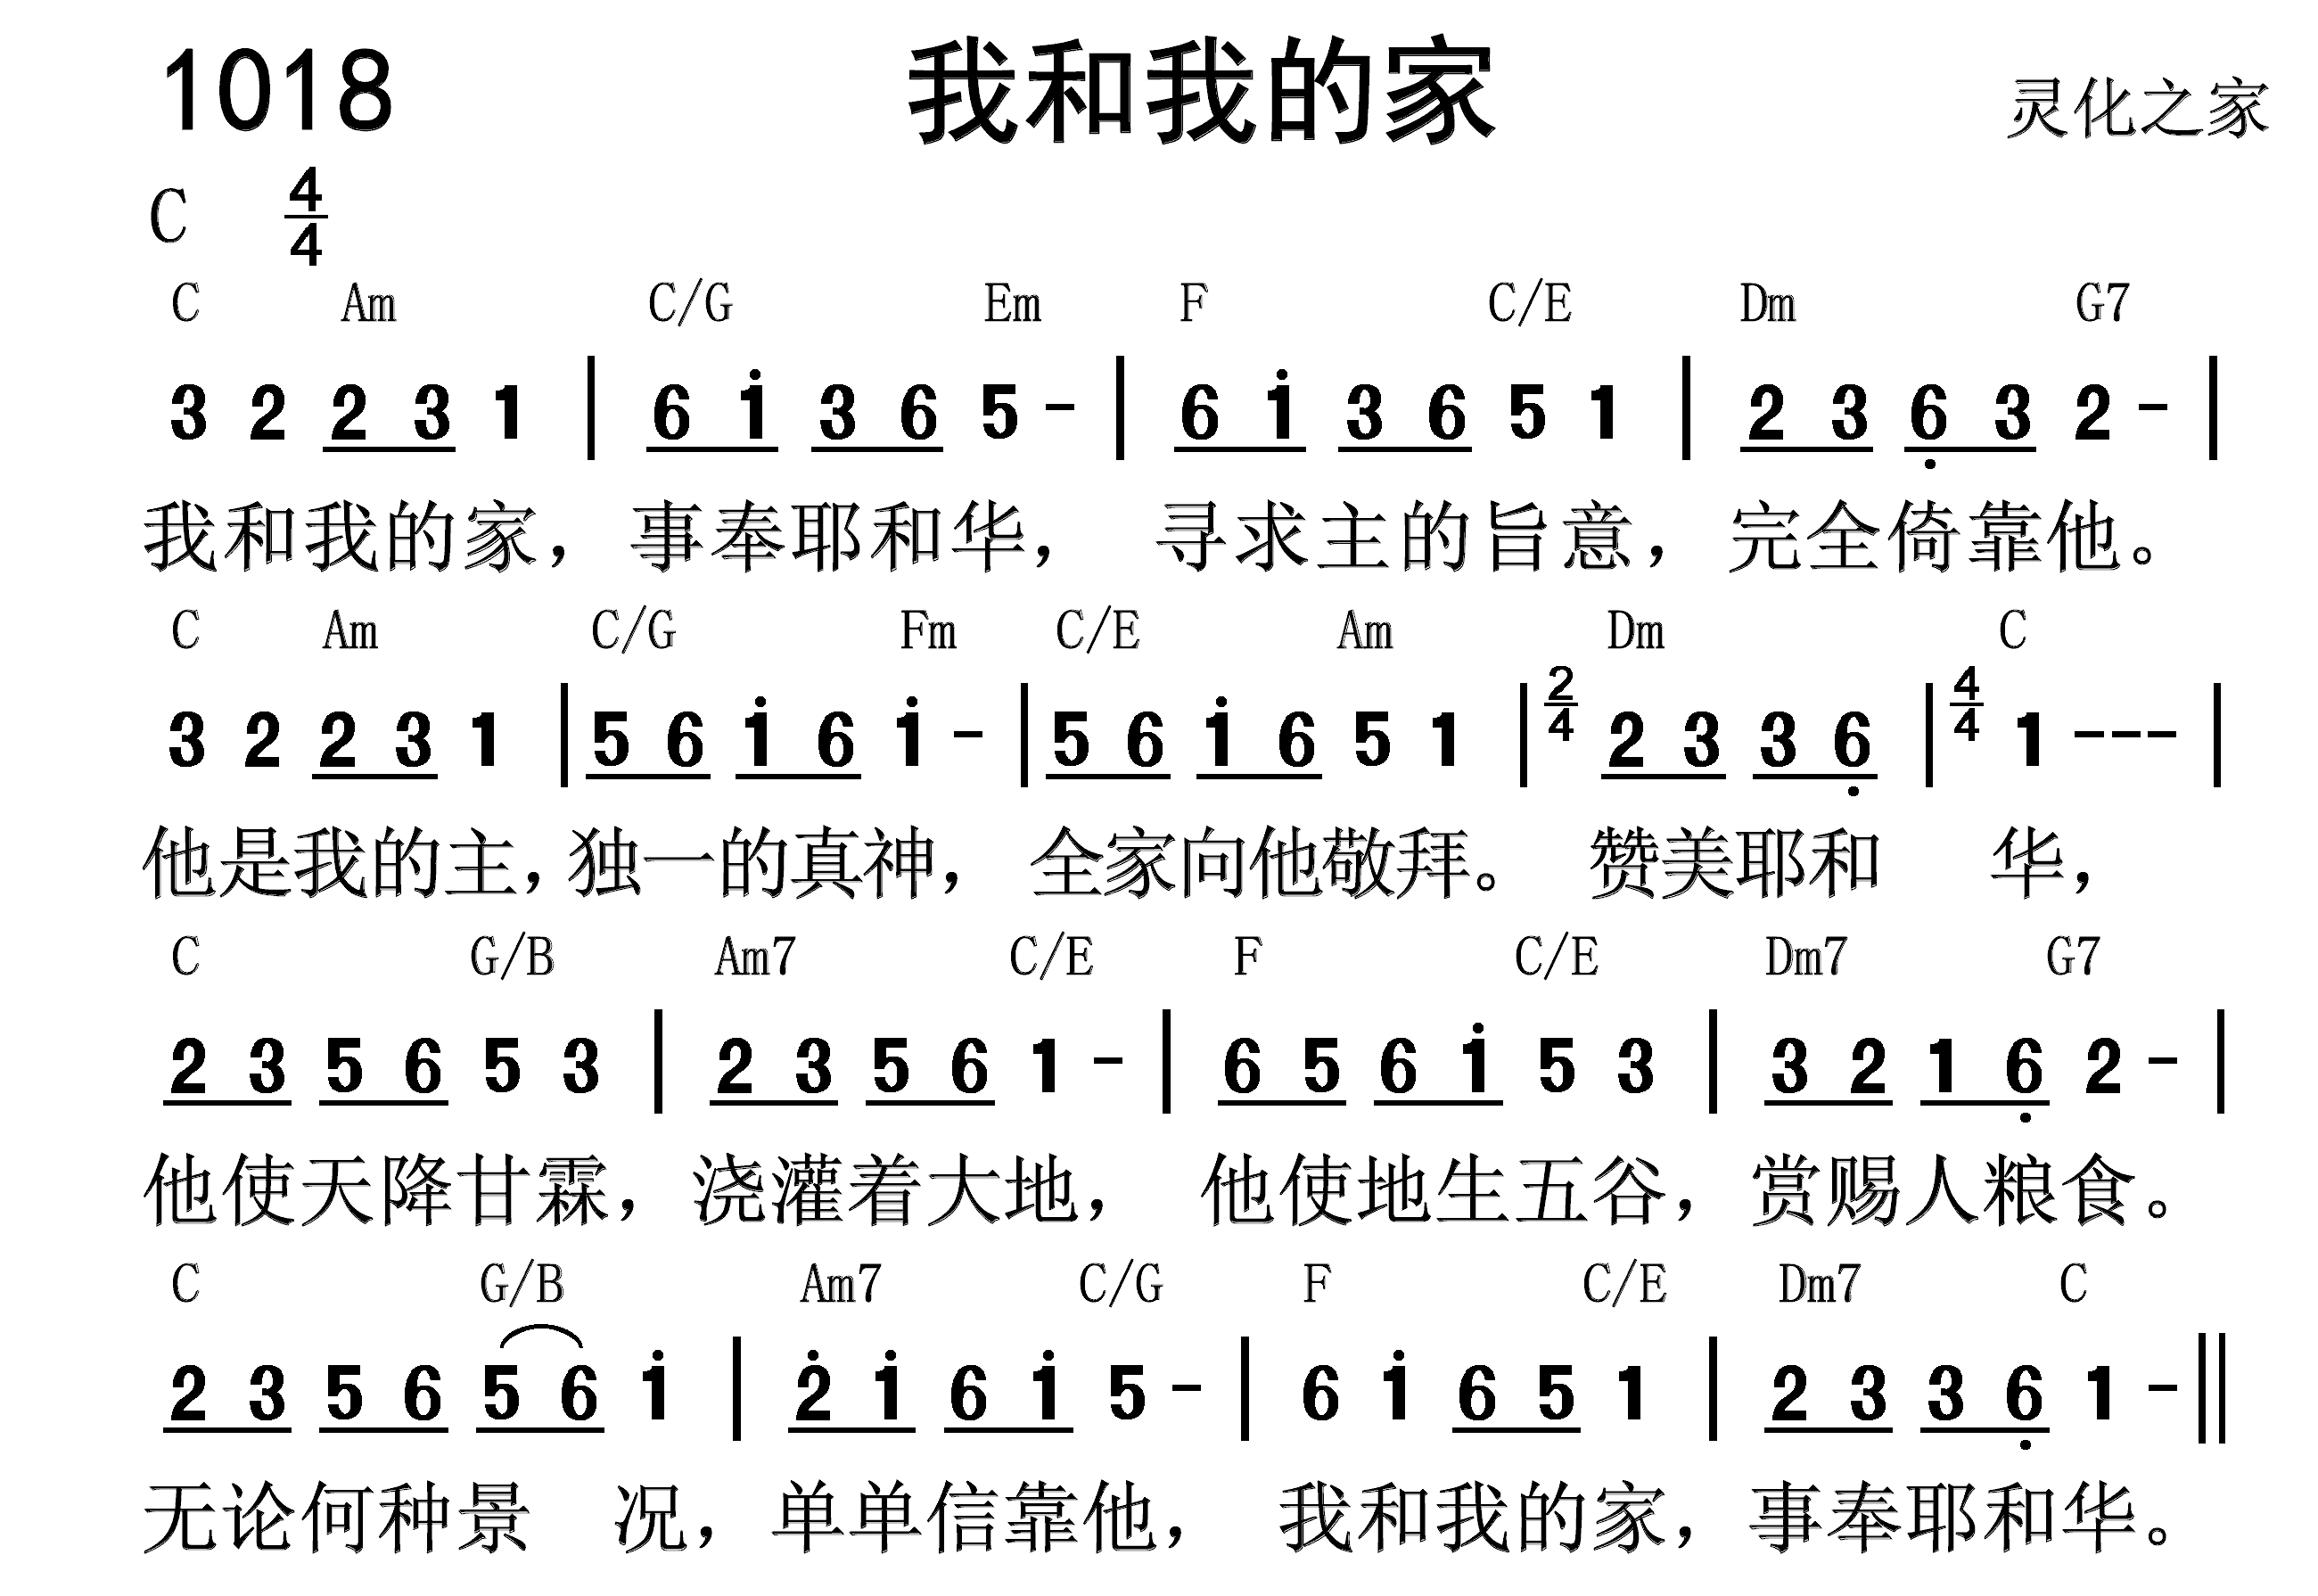 1018 我和我的家 灵化之家
C 4/4
C Am C/G Em F C/E Dm G7
3 2 2 3 1 | 6 i 3 6 5 - | 6 i 3 6 5 1 | 2 3 6̣ 3 2 - |
我和我的家，事奉耶和华，寻求主的旨意，完全倚靠他。
C Am C/G Fm C/E Am Dm C
3 2 2 3 1 | 5 6 i 6 i - | 5 6 i 6 5 1 | 2/4 2 3 3 6̣ | 4/4 1 --- |
他是我的主，独一的真神，全家向他敬拜。赞美耶和 华，
C G/B Am7 C/E F C/E Dm7 G7
2 3 5 6 5 3 | 2 3 5 6 1 - | 6 5 6 i 5 3 | 3 2 1 6̣ 2 - |
他使天降甘霖，浇灌着大地，他使地生五谷，赏赐人粮食。
C G/B Am7 C/G F C/E Dm7 C
2 3 5 6 5 6 i | 2̇ i 6 i 5 - | 6 i 6 5 1 | 2 3 3 6̣ 1 - ||
无论何种景 况，单单信靠他，我和我的家，事奉耶和华。